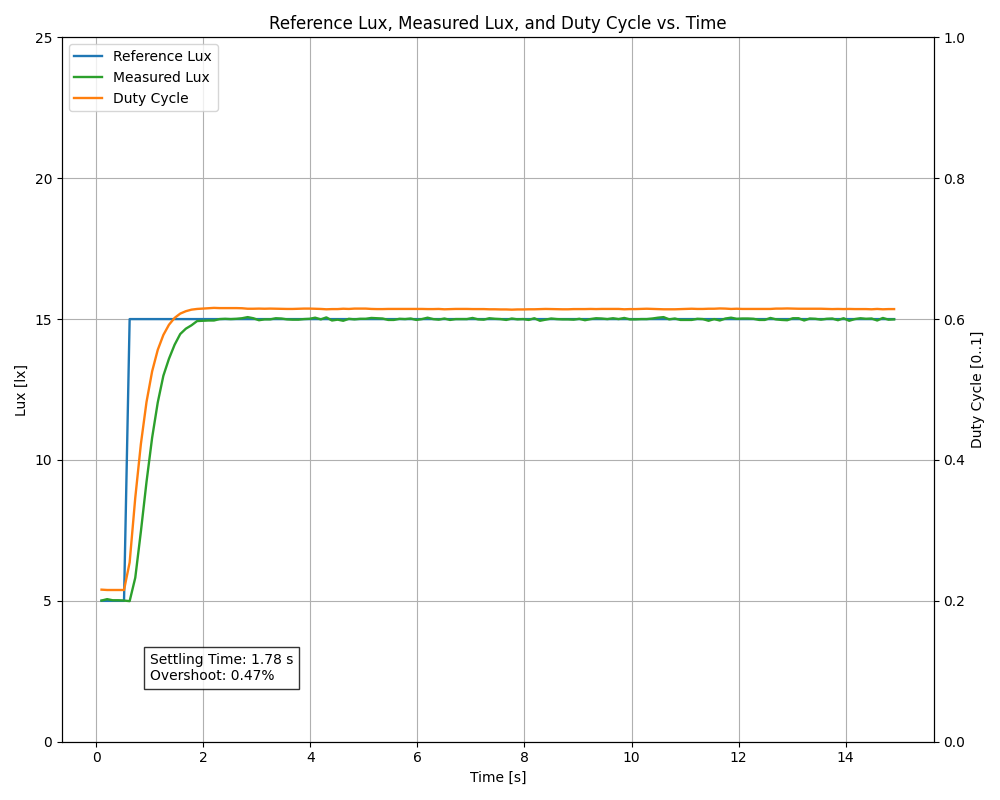 Reference Lux, Measured Lux, and Duty Cycle vs. Time
Reference Lux
Measured Lux
Duty Cycle
25
20
15
10
5
0
Lux [lx]
1.0
0.8
0.6
0.4
0.2
0.0
Duty Cycle [0..1]
Settling Time: 1.78 s
Overshoot: 0.47%
0 2 4 6 8 10 12 14
Time [s]